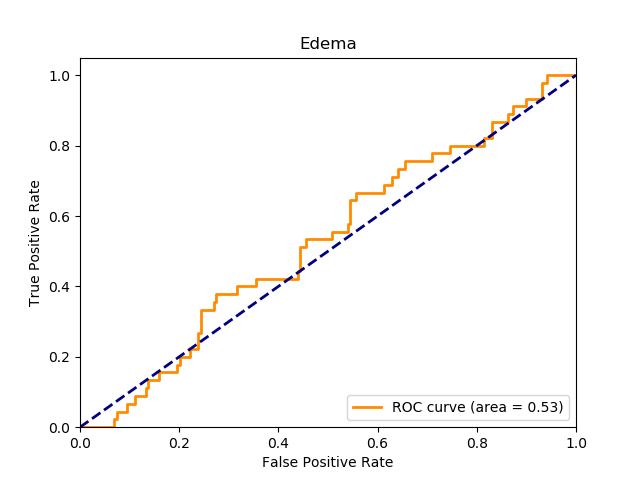 Edema
1.0
0.8
0.6
0.4
0.2
0.0
True Positive Rate
0.0 0.2 0.4 0.6 0.8 1.0
False Positive Rate
ROC curve (area = 0.53)